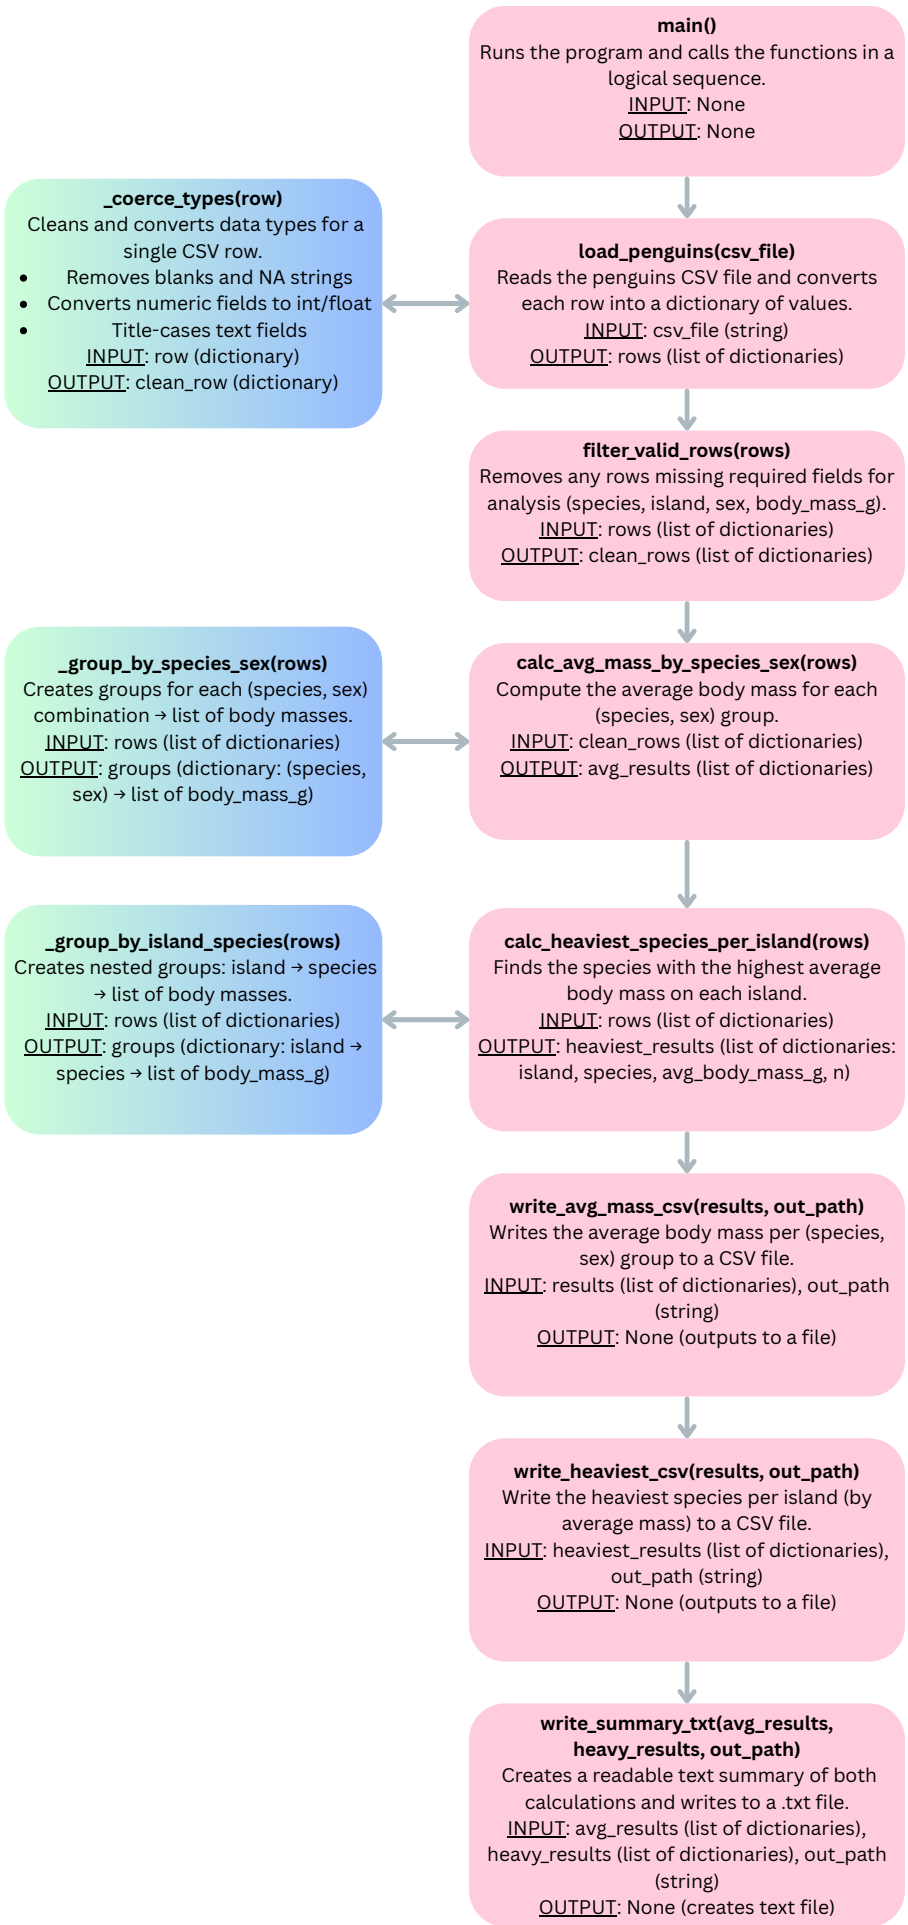 main()
Runs the program and calls the functions in a
logical sequence.
INPUT: None
OUTPUT: None
_coerce_types(row)
Cleans and converts data types for a
single CSV row.
• Removes blanks and NA strings
• Converts numeric fields to int/float
• Title-cases text fields
INPUT: row (dictionary)
OUTPUT: clean_row (dictionary)
load_penguins(csv_file)
Reads the penguins CSV file and converts
each row into a dictionary of values.
INPUT: csv_file (string)
OUTPUT: rows (list of dictionaries)
filter_valid_rows(rows)
Removes any rows missing required fields for
analysis (species, island, sex, body_mass_g).
INPUT: rows (list of dictionaries)
OUTPUT: clean_rows (list of dictionaries)
_group_by_species_sex(rows)
Creates groups for each (species, sex)
combination → list of body masses.
INPUT: rows (list of dictionaries)
OUTPUT: groups (dictionary: (species,
sex) → list of body_mass_g)
calc_avg_mass_by_species_sex(rows)
Compute the average body mass for each
(species, sex) group.
INPUT: clean_rows (list of dictionaries)
OUTPUT: avg_results (list of dictionaries)
_group_by_island_species(rows)
Creates nested groups: island → species
→ list of body masses.
INPUT: rows (list of dictionaries)
OUTPUT: groups (dictionary: island →
species → list of body_mass_g)
calc_heaviest_species_per_island(rows)
Finds the species with the highest average
body mass on each island.
INPUT: rows (list of dictionaries)
OUTPUT: heaviest_results (list of dictionaries:
island, species, avg_body_mass_g, n)
write_avg_mass_csv(results, out_path)
Writes the average body mass per (species,
sex) group to a CSV file.
INPUT: results (list of dictionaries), out_path
(string)
OUTPUT: None (outputs to a file)
write_heaviest_csv(results, out_path)
Write the heaviest species per island (by
average mass) to a CSV file.
INPUT: heaviest_results (list of dictionaries),
out_path (string)
OUTPUT: None (outputs to a file)
write_summary_txt(avg_results,
heavy_results, out_path)
Creates a readable text summary of both
calculations and writes to a .txt file.
INPUT: avg_results (list of dictionaries),
heavy_results (list of dictionaries), out_path
(string)
OUTPUT: None (creates text file)